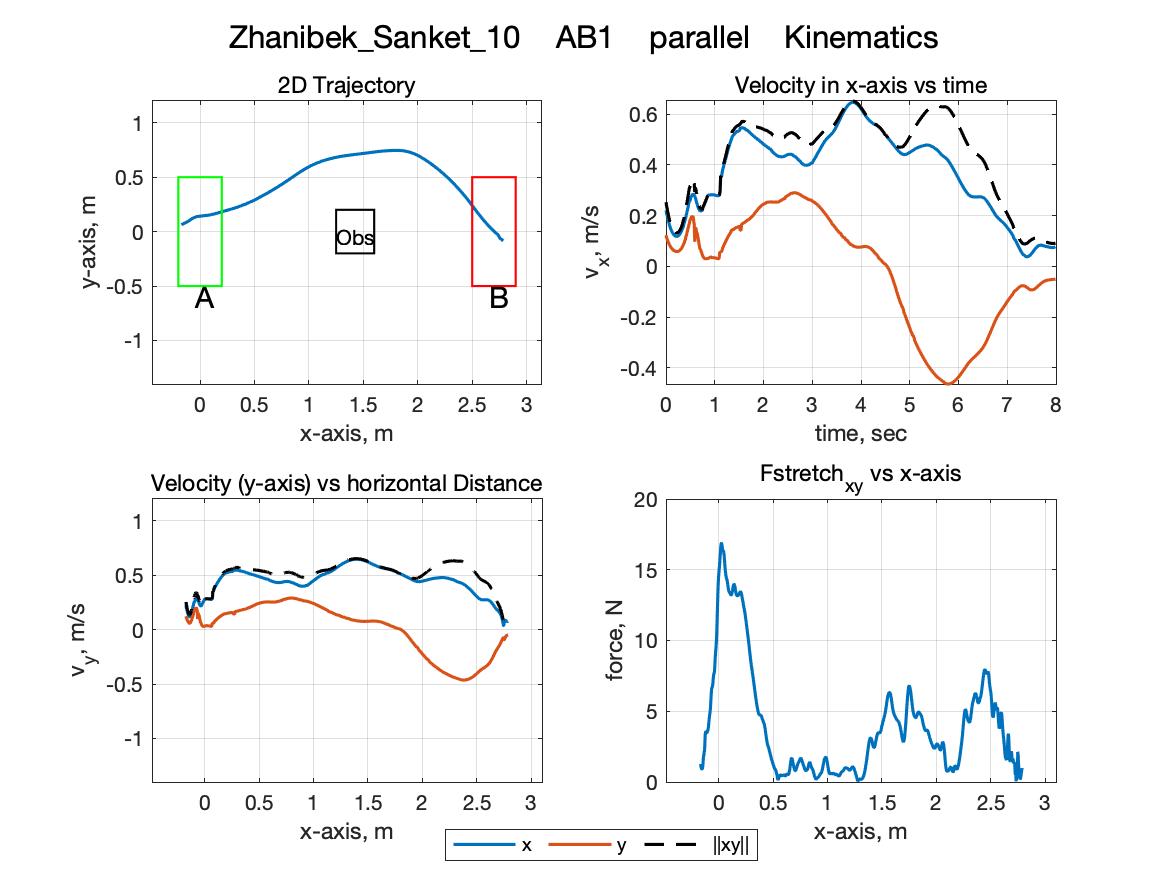 Zhanibek_Sanket_10 AB1 parallel Kinematics
2D Trajectory
1
0.5
0
-0.5
-1
y-axis, m
Obs
A
B
0 0.5 1 1.5 2 2.5 3
x-axis, m
Velocity in x-axis vs time
0.6
0.4
0.2
0
-0.2
-0.4
v_x, m/s
0 1 2 3 4 5 6 7 8
time, sec
Velocity (y-axis) vs horizontal Distance
1
0.5
0
-0.5
-1
v_y, m/s
0 0.5 1 1.5 2 2.5 3
x-axis, m
Fstretch_xy vs x-axis
20
15
10
5
0
force, N
0 0.5 1 1.5 2 2.5 3
x-axis, m
x y ||xy||